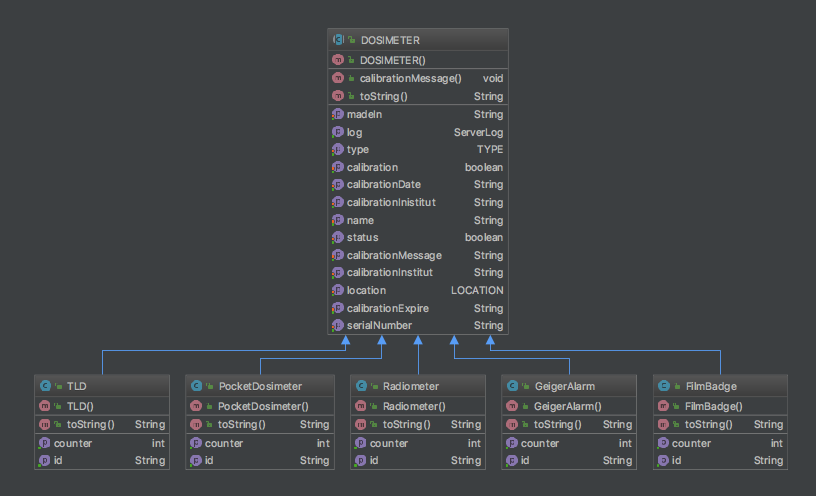 DOSIMETER
DOSIMETER()
calibrationMessage() void
toString() String
madeIn String
log ServerLog
type TYPE
calibration boolean
calibrationDate String
calibrationInistitut String
name String
status boolean
calibrationMessage String
calibrationInstitut String
location LOCATION
calibrationExpire String
serialNumber String
TLD
TLD()
toString() String
counter int
id String
PocketDosimeter
PocketDosimeter()
toString() String
counter int
id String
Radiometer
Radiometer()
toString() String
counter int
id String
GeigerAlarm
GeigerAlarm()
toString() String
counter int
id String
FilmBadge
FilmBadge()
toString() String
counter int
id String